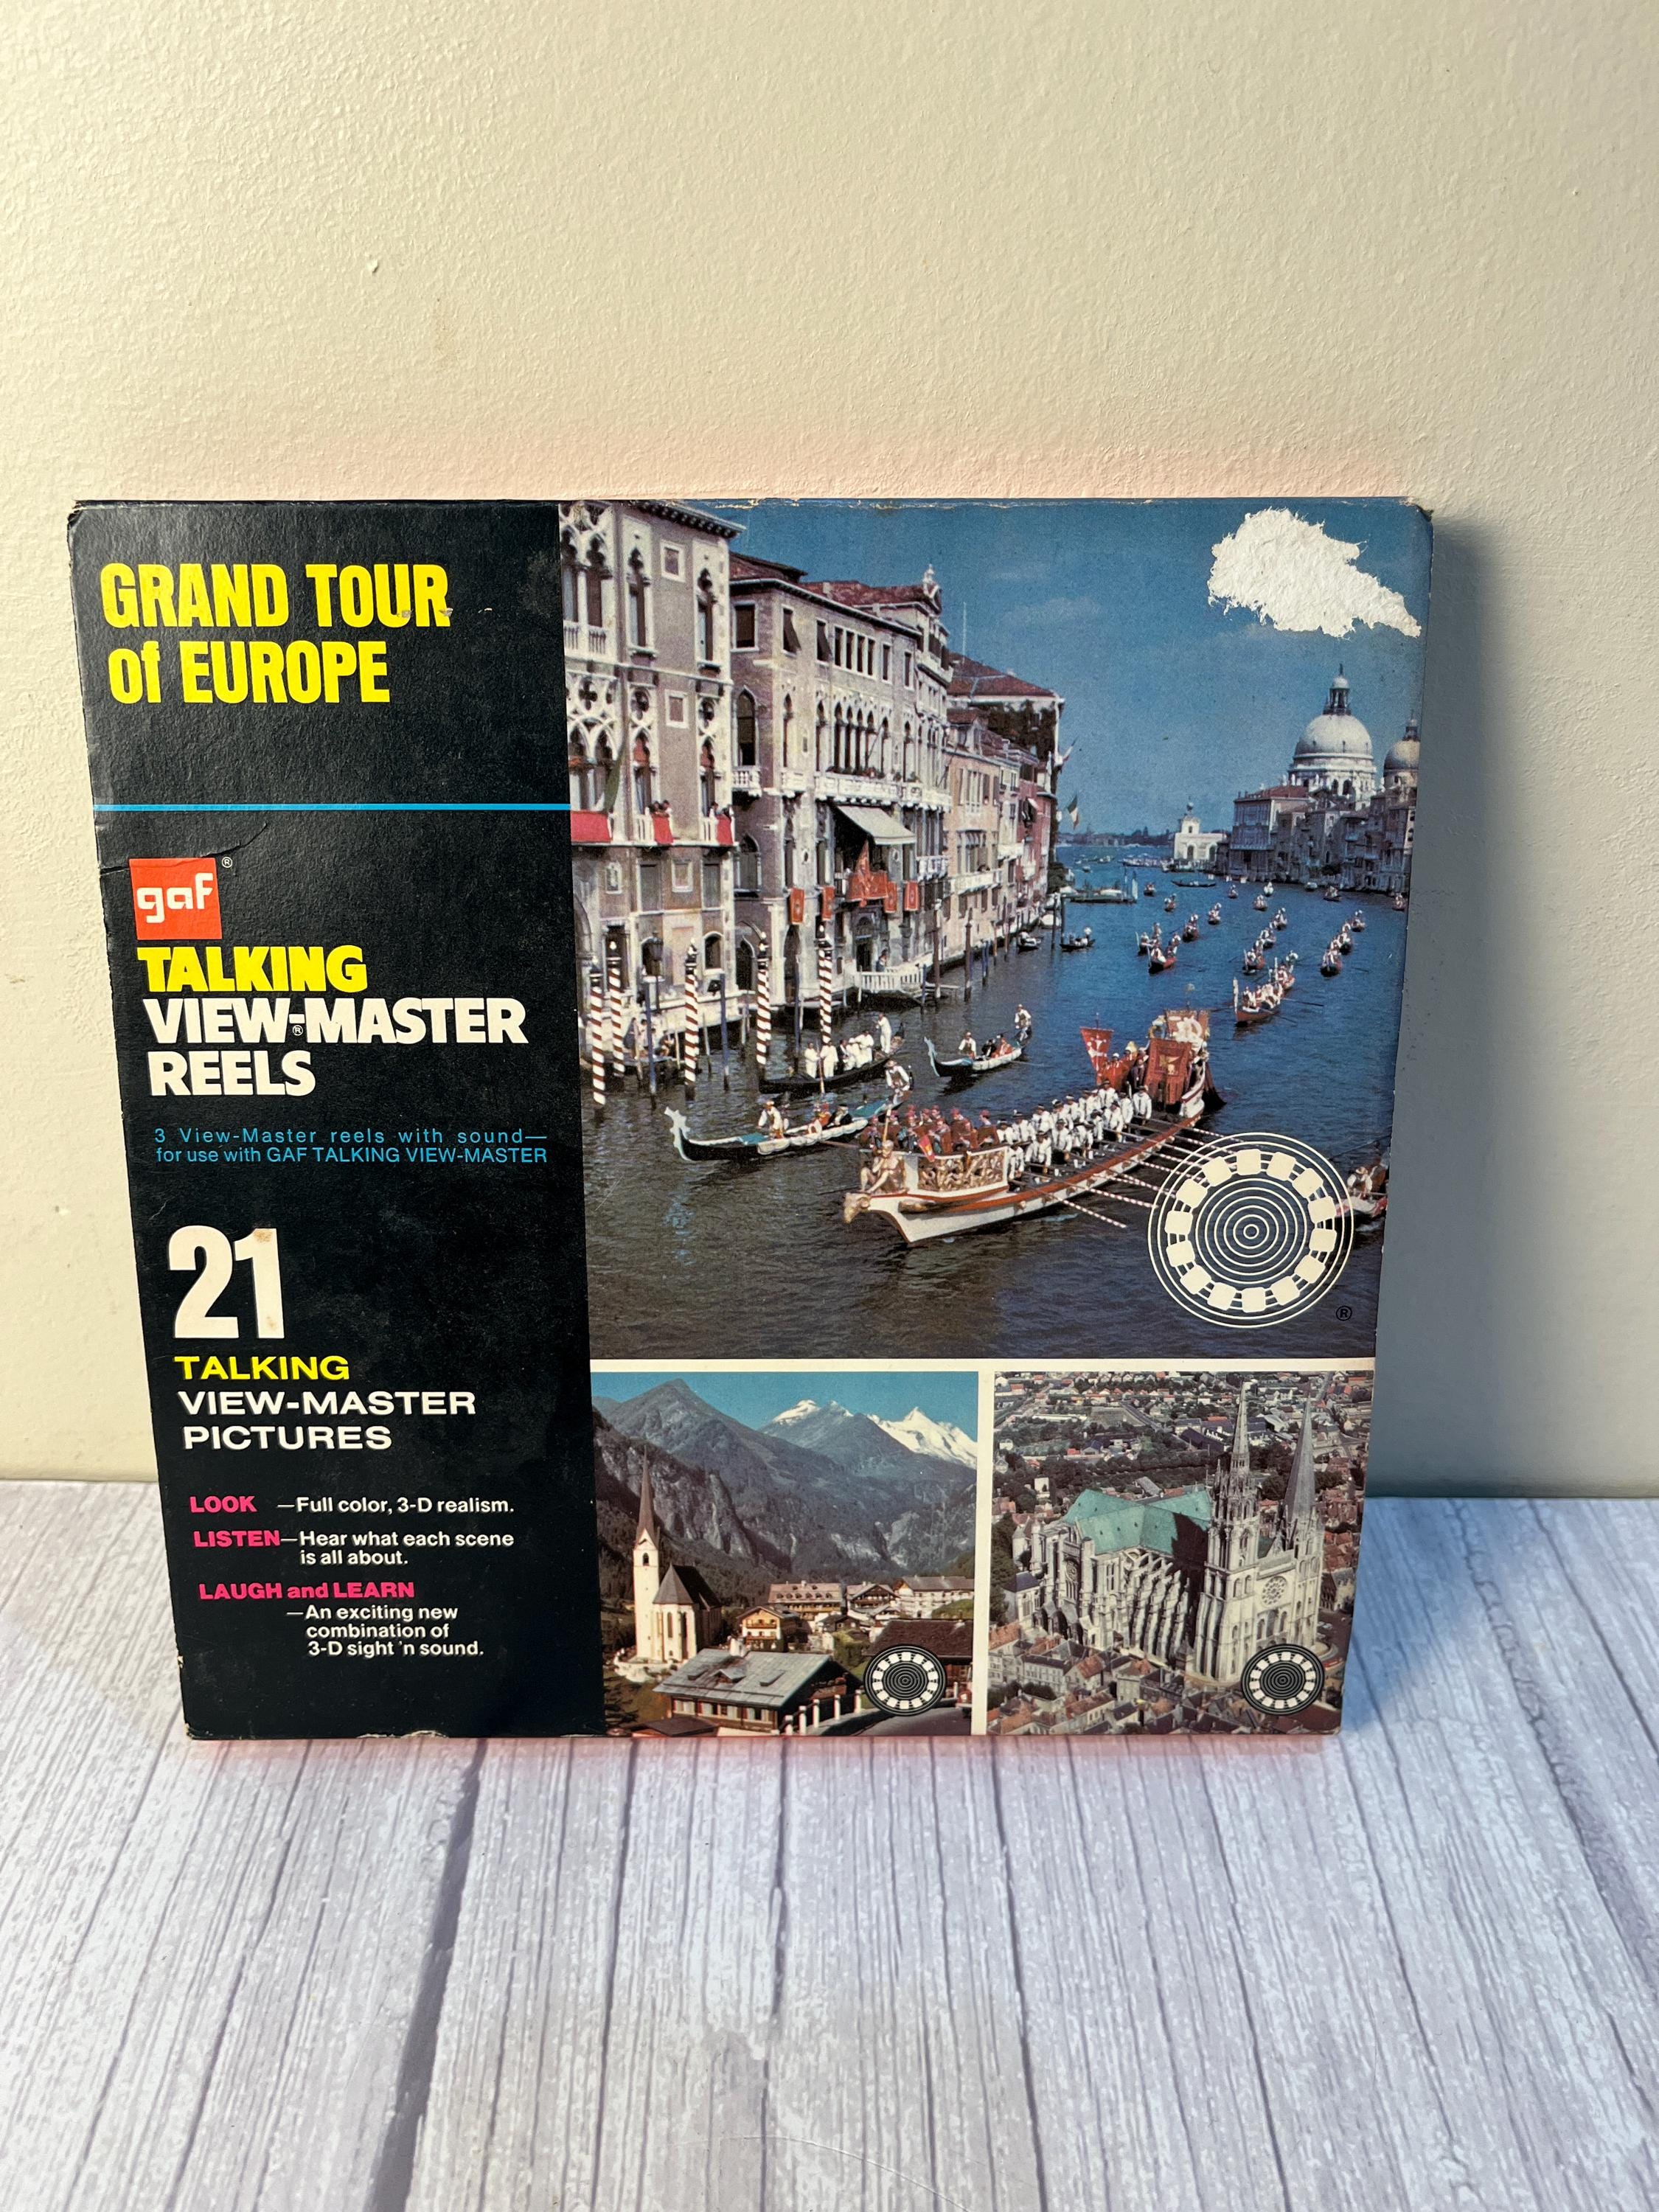 GRAND TOUR
of EUROPE
gaf®
TALKING
VIEW-MASTER®
REELS
3 View-Master reels with sound—
for use with GAF TALKING VIEW-MASTER
21
TALKING
VIEW-MASTER
PICTURES
LOOK —Full color, 3-D realism.
LISTEN—Hear what each scene
is all about.
LAUGH and LEARN
—An exciting new
combination of
3-D sight 'n sound.
®